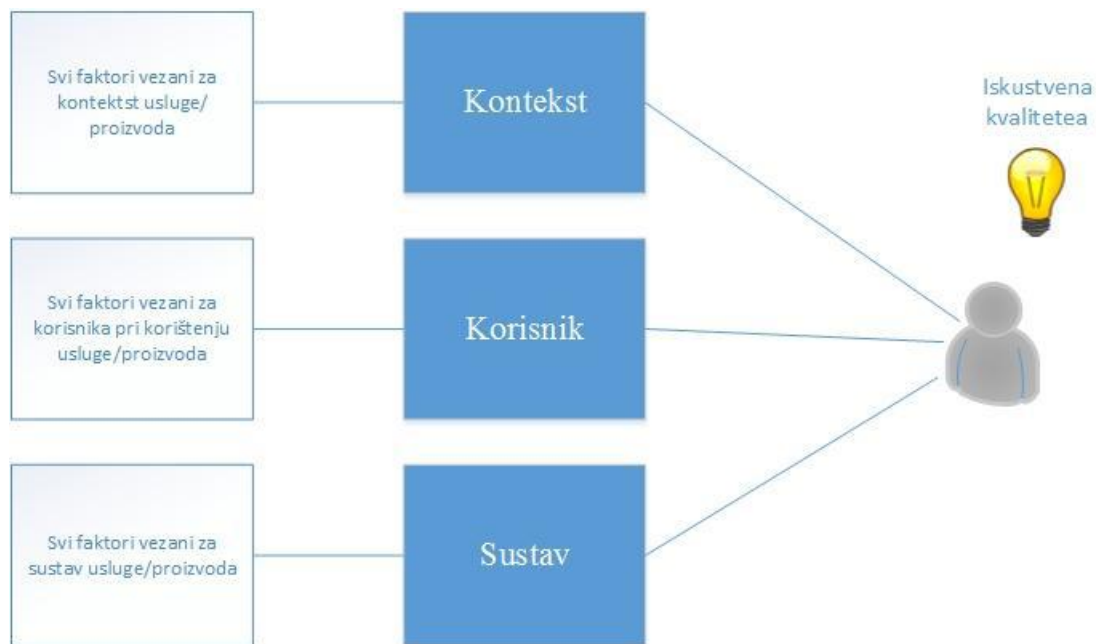 Svi faktori vezani za
kontektst usluge/
proizvoda
Kontekst
Iskustvena
kvalitetea
Svi faktori vezani za
korisnika pri korištenju
usluge/proizvoda
Korisnik
Svi faktori vezani za
sustav usluge/proizvoda
Sustav